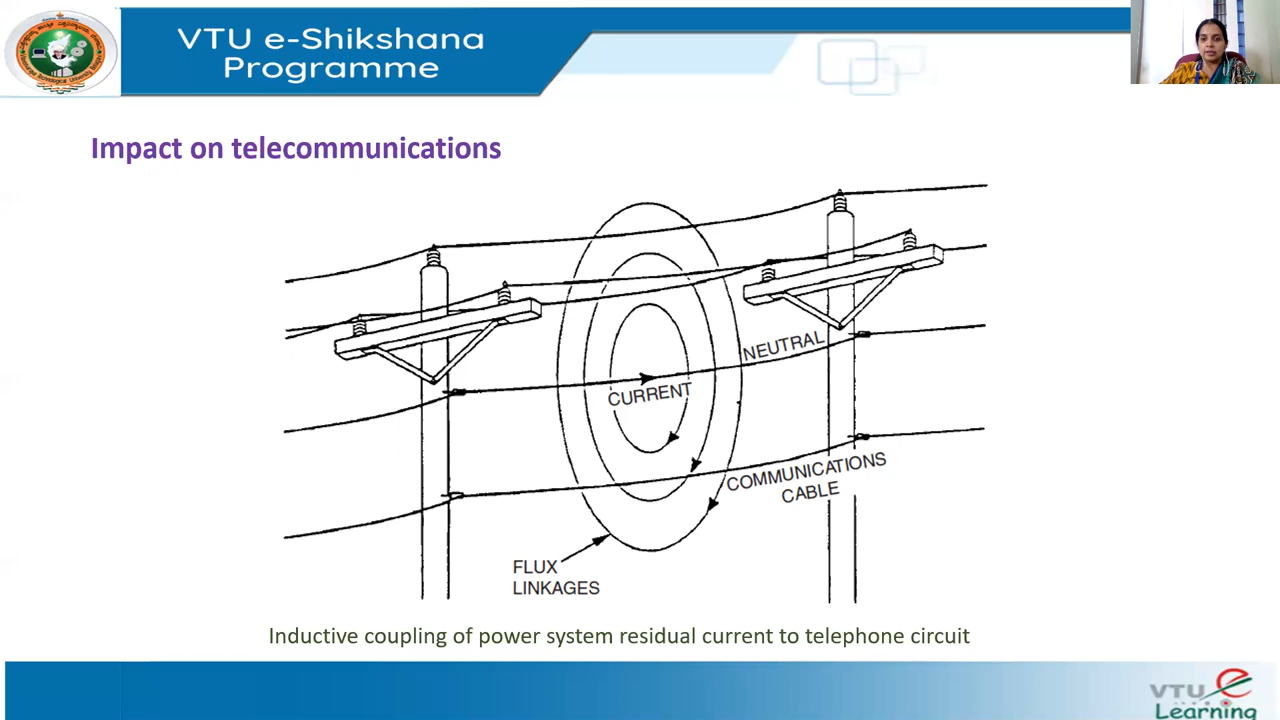 VTU e-Shikshana
Programme
Impact on telecommunications
NEUTRAL
CURRENT
COMMUNICATIONS
CABLE
FLUX
LINKAGES
Inductive coupling of power system residual current to telephone circuit
VTU
Learning